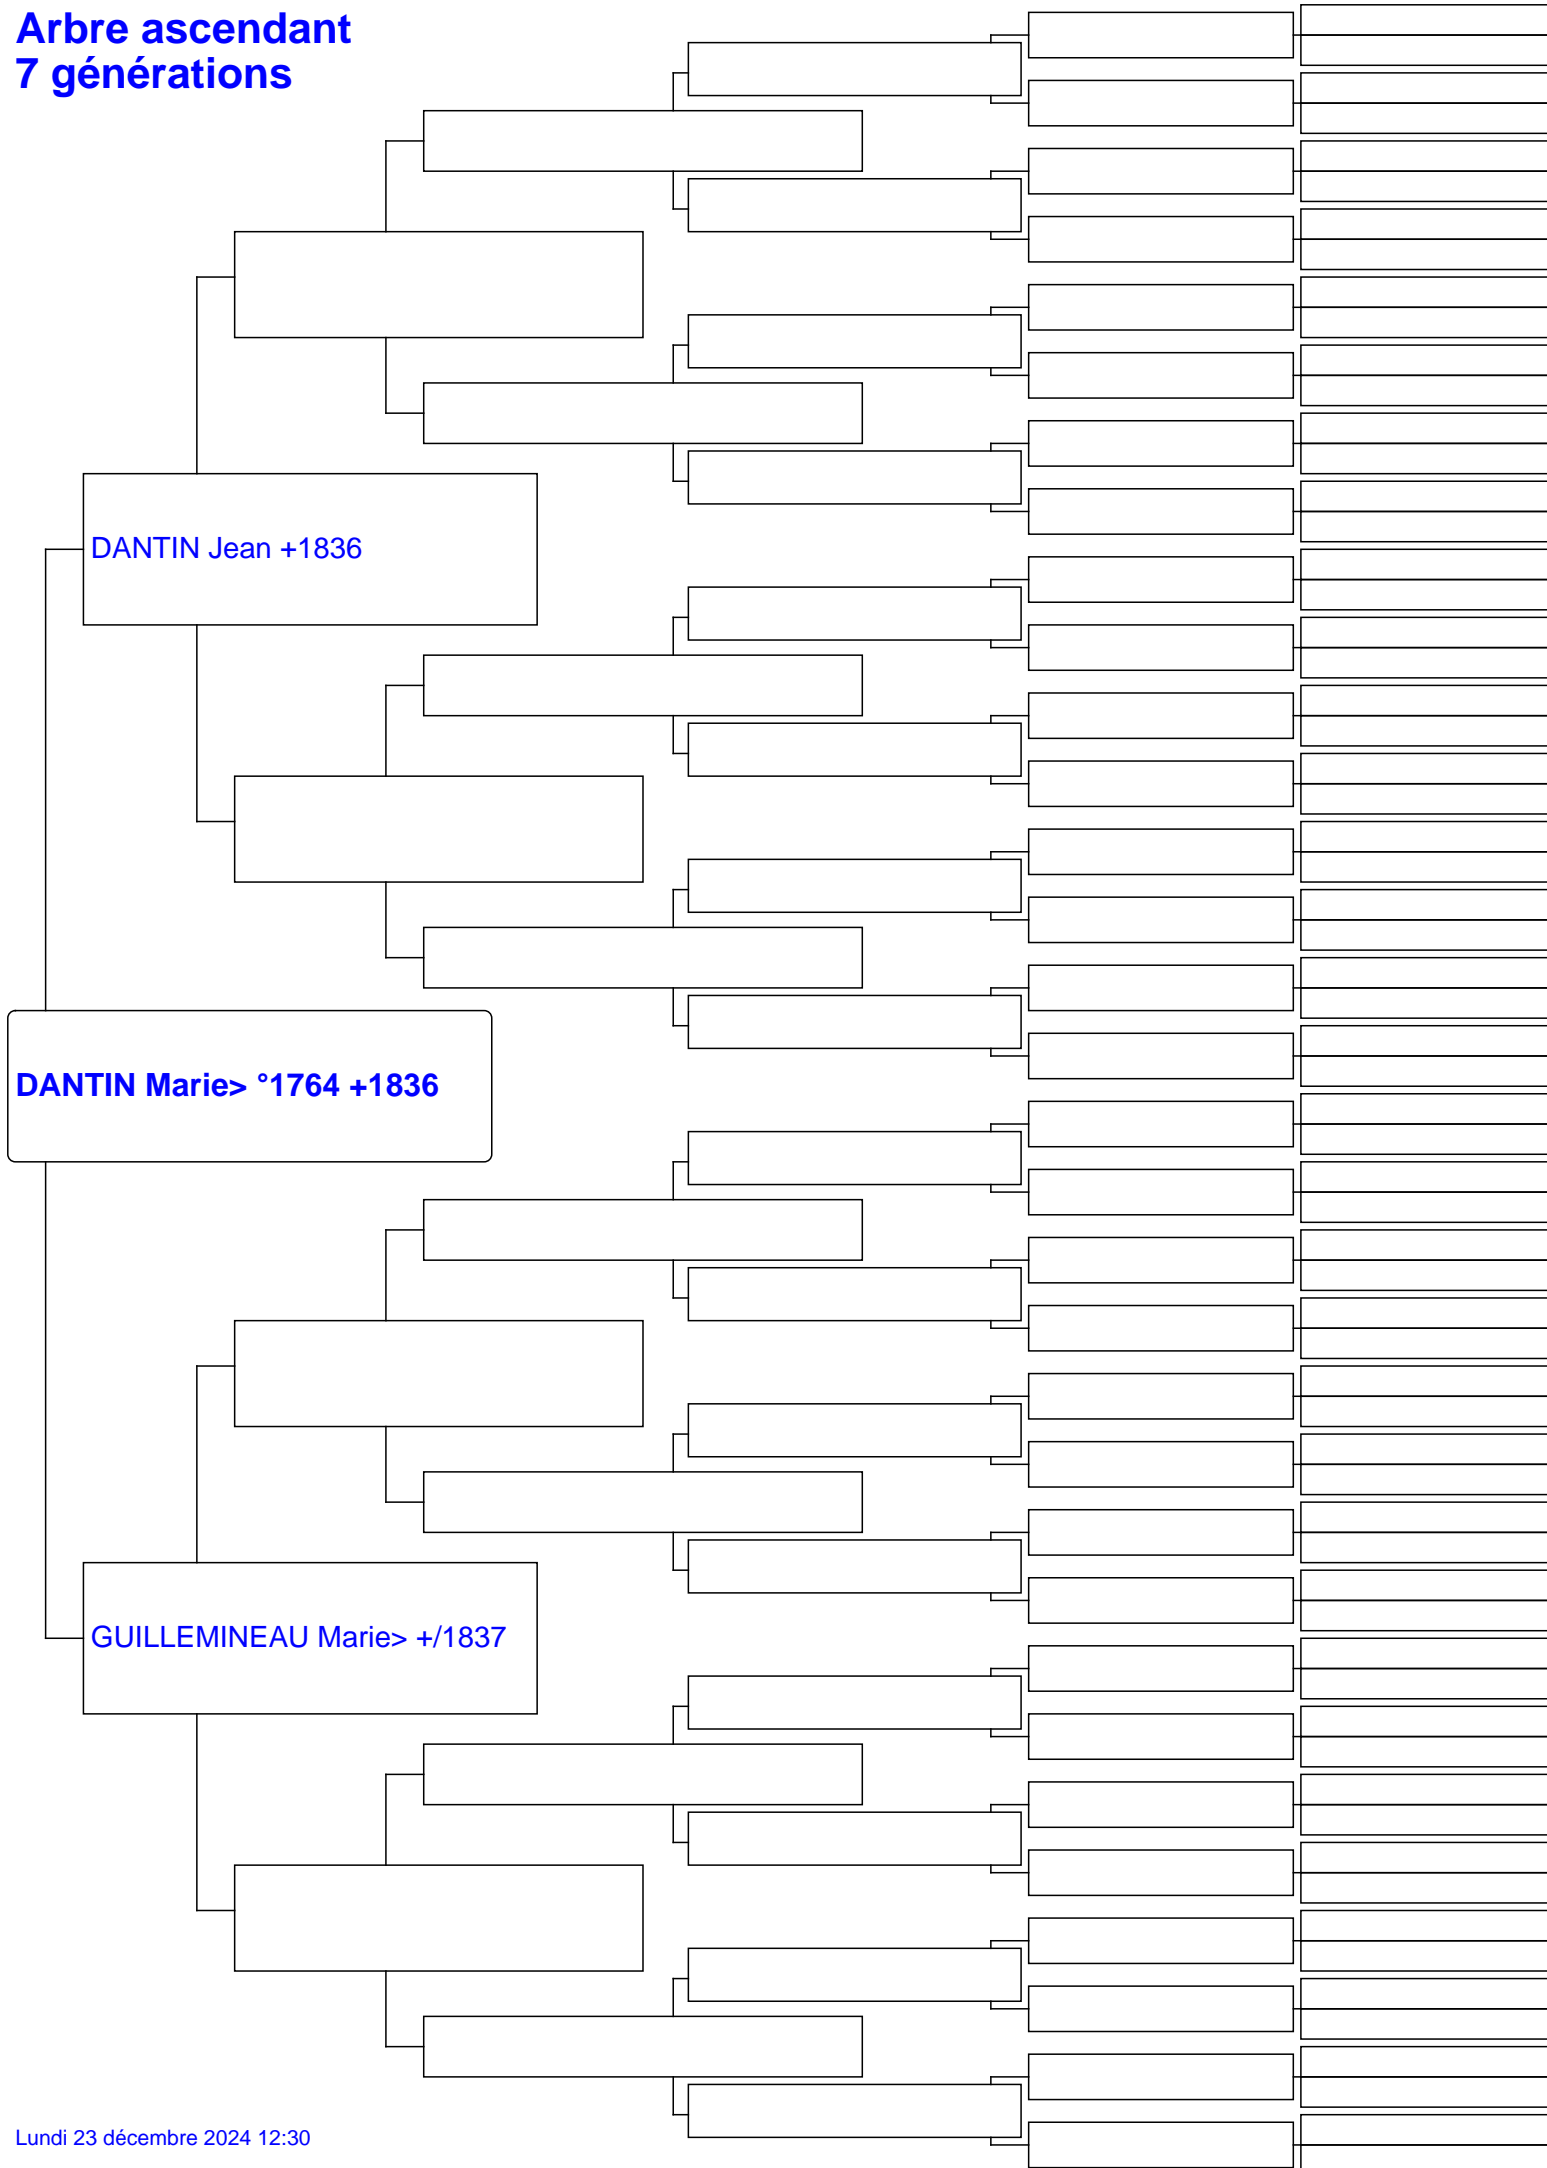 Arbre ascendant
7 générations
DANTIN Jean +1836
DANTIN Marie> °1764 +1836
GUILLEMINEAU Marie> +/1837
Lundi 23 décembre 2024 12:30